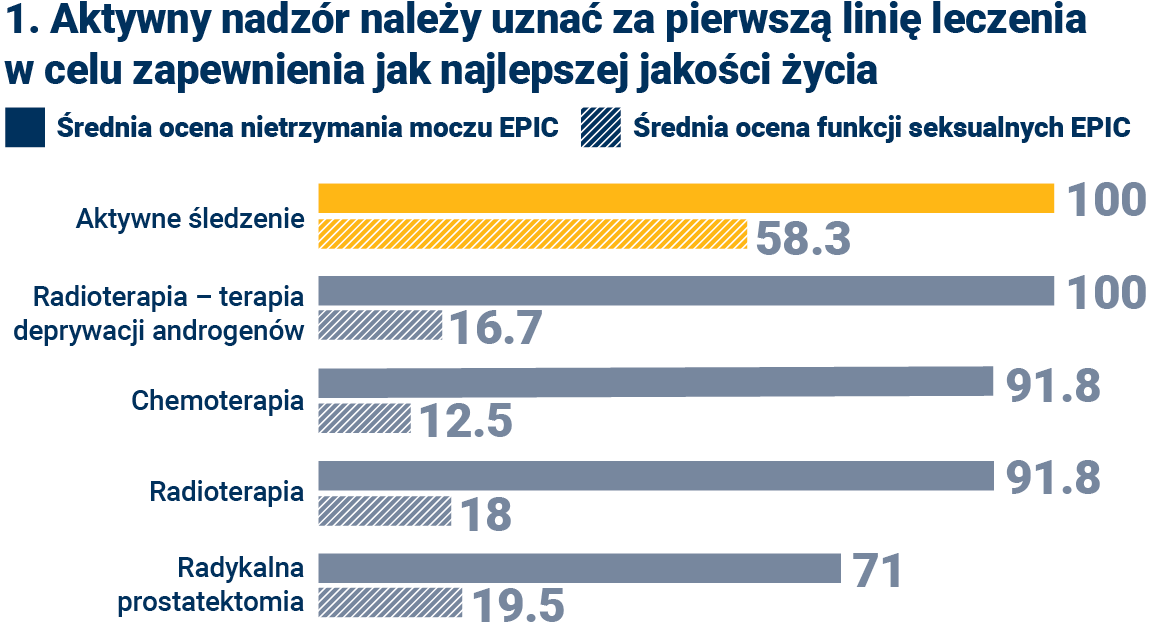 1. Aktywny nadzór należy uznać za pierwszą linię leczenia
w celu zapewnienia jak najlepszej jakości życia
Średnia ocena nietrzymania moczu EPIC
Średnia ocena funkcji seksualnych EPIC
Aktywne śledzenie
100
58.3
Radioterapia – terapia
deprywacji androgenów
100
16.7
Chemoterapia
91.8
12.5
Radioterapia
91.8
18
Radykalna
prostatektomia
71
19.5